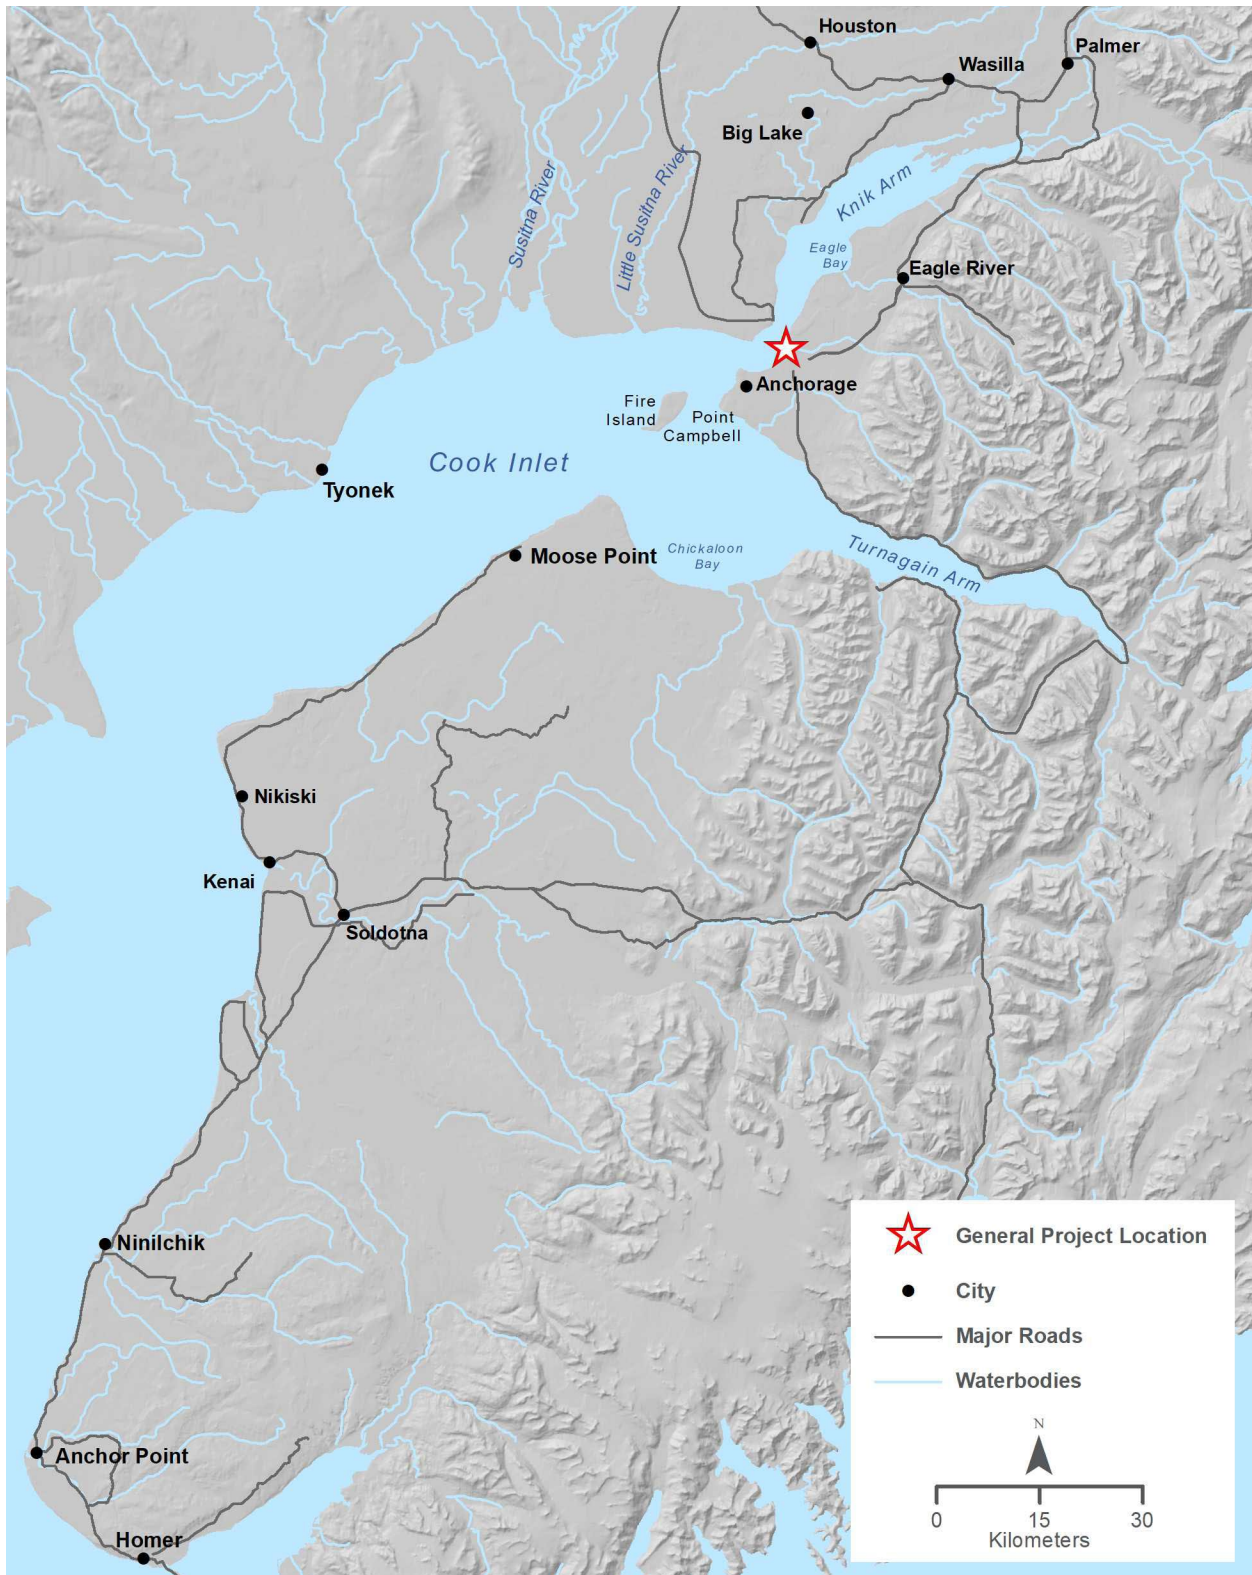 Houston
Palmer
Wasilla
Big Lake
Susitna River
Little Susitna River
Knik Arm
Eagle
Bay
Eagle River
Anchorage
Fire
Island
Point
Campbell
Cook Inlet
Tyonek
Moose Point
Chickaloon
Bay
Turnagain Arm
Nikiski
Kenai
Soldotna
Ninilchik
Anchor Point
Homer
General Project Location
City
Major Roads
Waterbodies
N
0 15 30
Kilometers